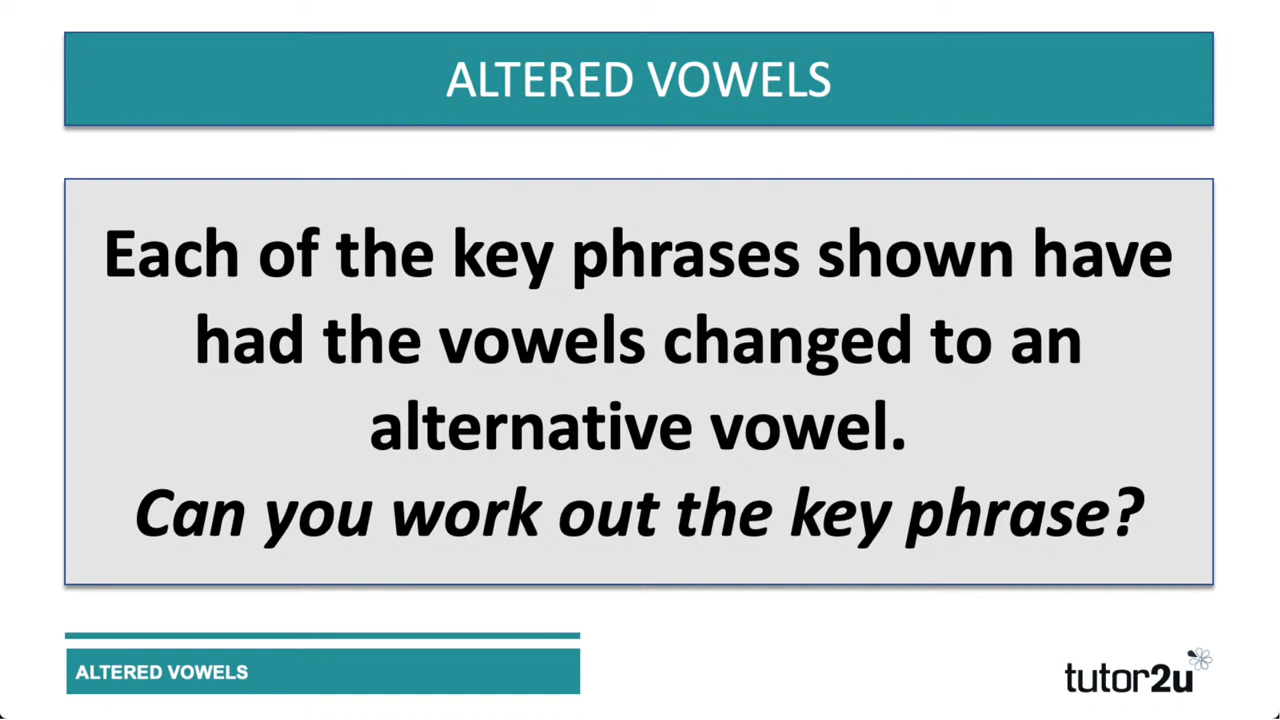 ALTERED VOWELS
Each of the key phrases shown have
had the vowels changed to an
alternative vowel.
Can you work out the key phrase?
ALTERED VOWELS
tutor2u